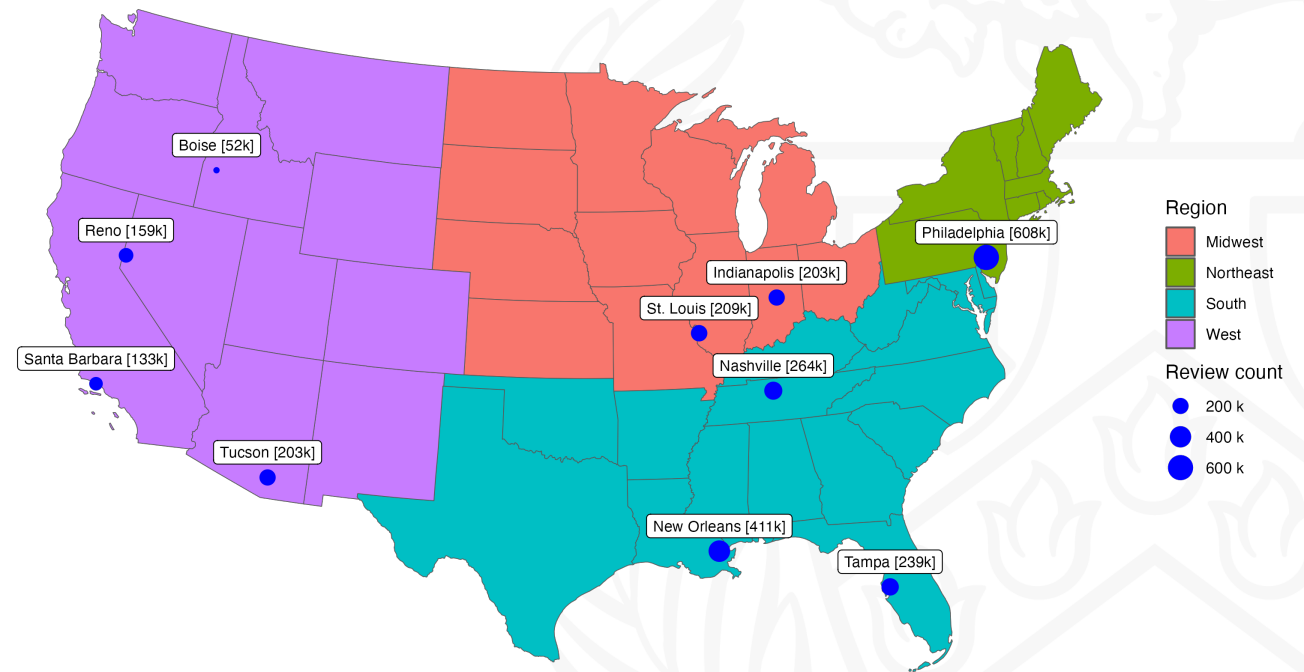 Boise [52k]
Reno [159k]
Philadelphia [608k]
Indianapolis [203k]
St. Louis [209k]
Santa Barbara [133k]
Nashville [264k]
Tucson [203k]
New Orleans [411k]
Tampa [239k]
Region
Midwest
Northeast
South
West
Review count
200 k
400 k
600 k